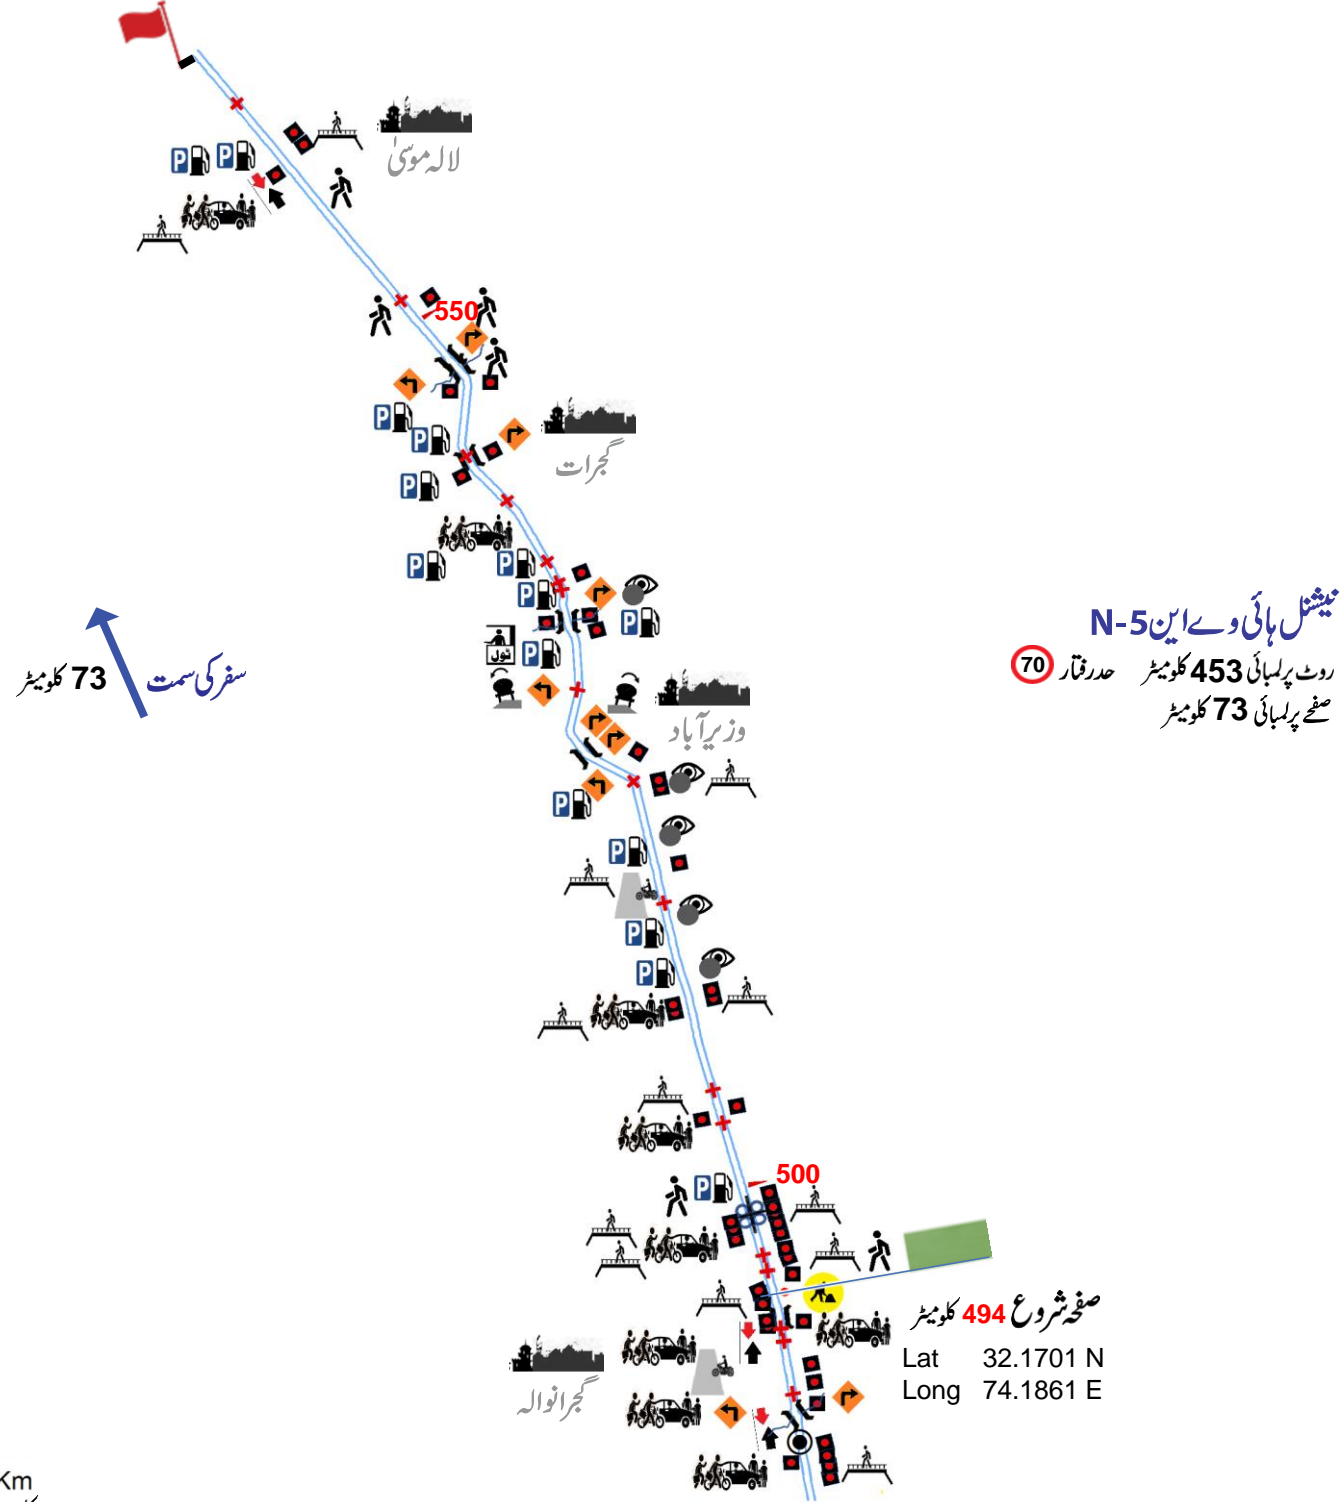 لالہ موسیٰ
P P
550
P
P
گجرات
P
P P
P
P
ٹول
P
نیشنل ہائی وے این N-5
روٹ پر لمبائی 453 کلومیٹر حد رفتار 70
صفحے پر لمبائی 73 کلومیٹر
سفر کی سمت 73 کلومیٹر
وزیر آباد
P
P
P
P
500
P
صفحہ شروع 494 کلومیٹر
Lat 32.1701 N
Long 74.1861 E
گجرانوالہ
Km